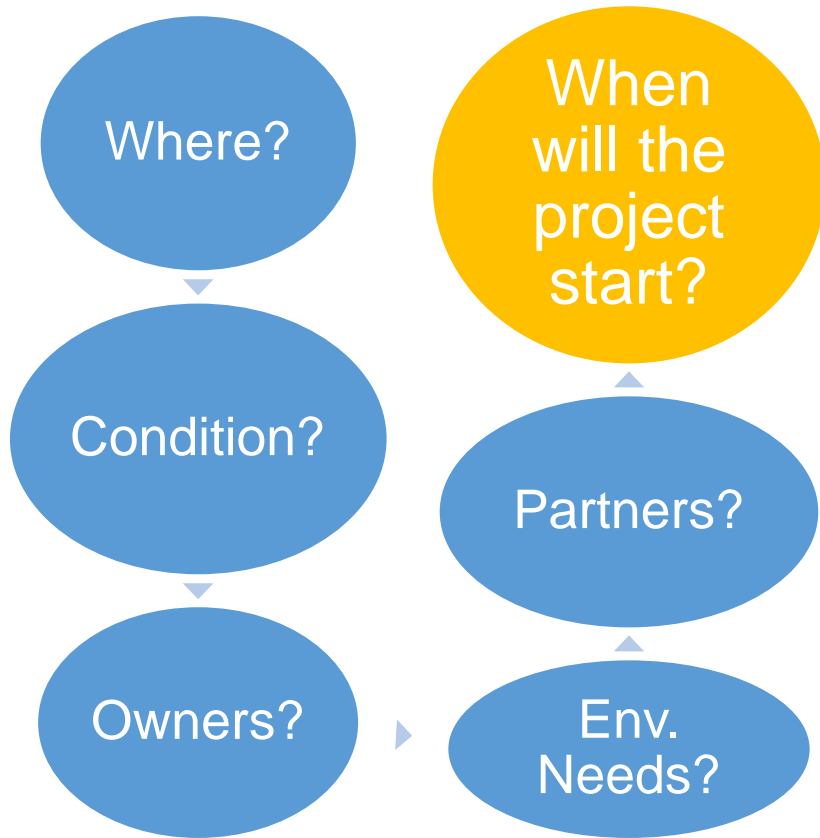 Where?
Condition?
Owners?
Env.
Needs?
Partners?
When
will the
project
start?